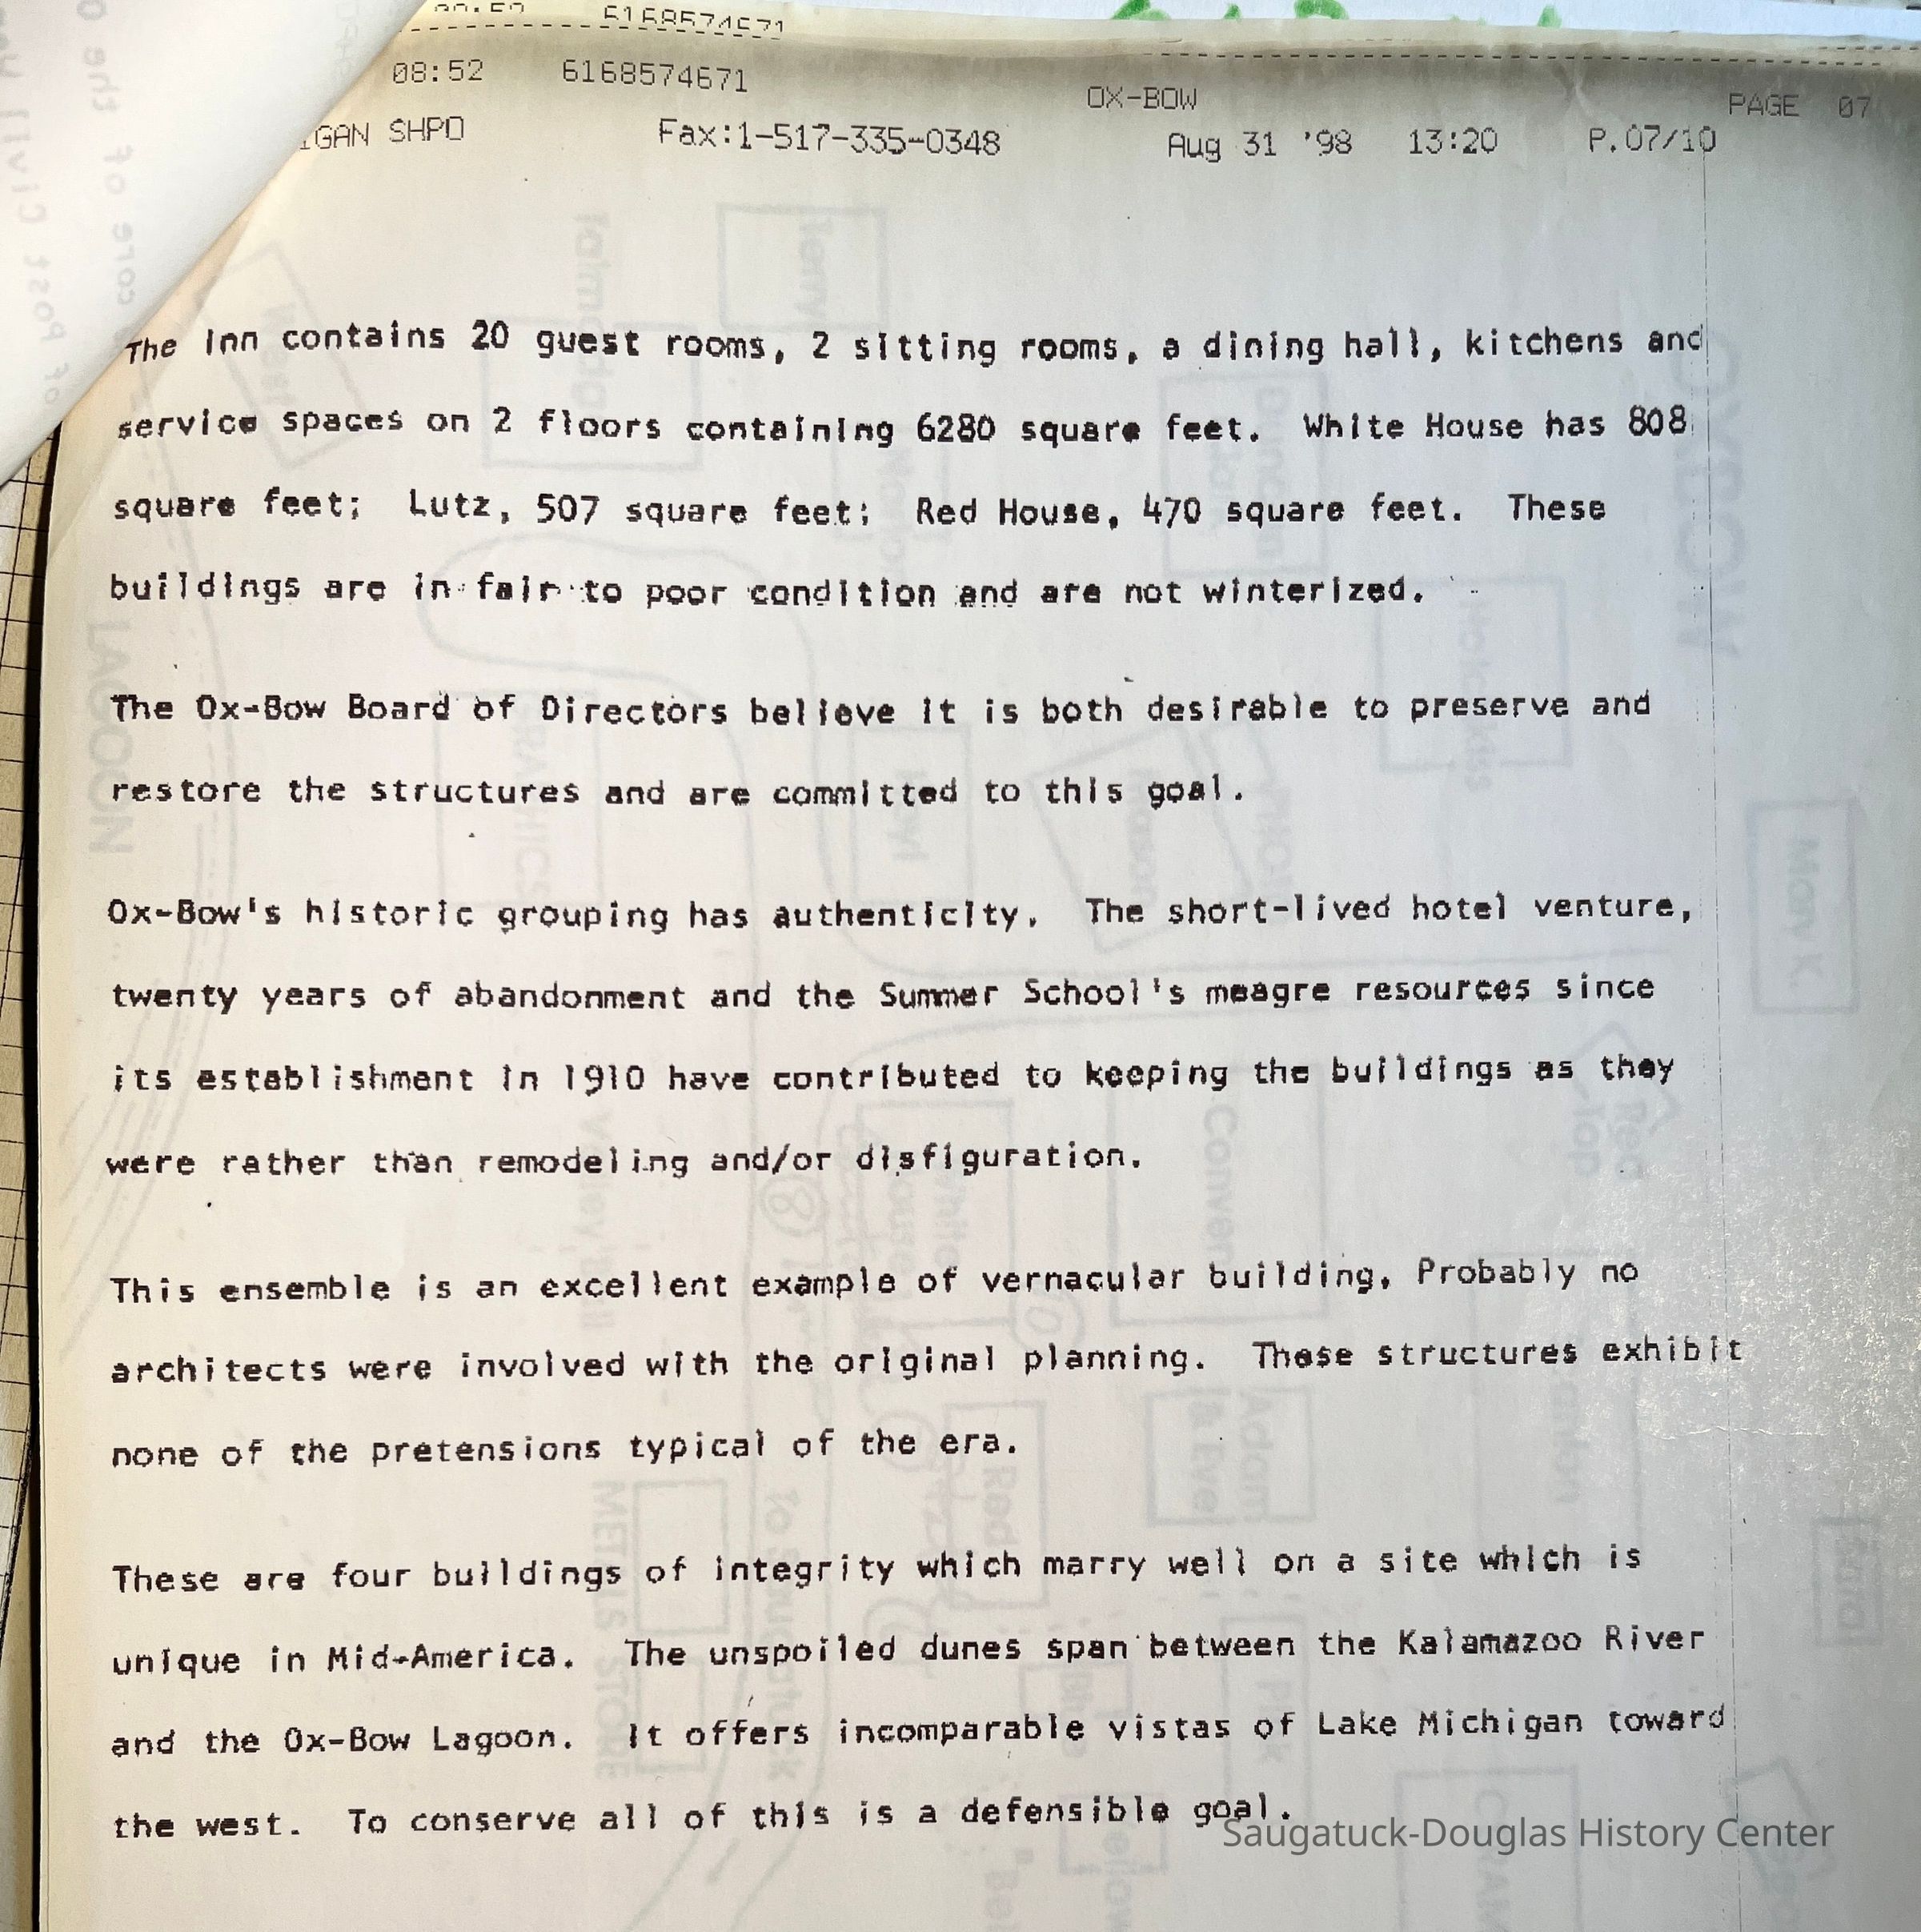 6168574671
08:52 6168574671 OX-BOW PAGE 07
IGAN SHPO Fax:1-517-335-0348 Aug 31 '98 13:20 P.07/10
The Inn contains 20 guest rooms, 2 sitting rooms, a dining hall, kitchens and
service spaces on 2 floors containing 6280 square feet. White House has 808
square feet; Lutz, 507 square feet; Red House, 470 square feet. These
buildings are in fair to poor condition and are not winterized.
The Ox-Bow Board of Directors believe it is both desirable to preserve and
restore the structures and are committed to this goal.
Ox-Bow's historic grouping has authenticity. The short-lived hotel venture,
twenty years of abandonment and the Summer School's meagre resources since
its establishment in 1910 have contributed to keeping the buildings as they
were rather than remodeling and/or disfiguration.
This ensemble is an excellent example of vernacular building. Probably no
architects were involved with the original planning. These structures exhibit
none of the pretensions typical of the era.
These are four buildings of integrity which marry well on a site which is
unique in Mid-America. The unspoiled dunes span between the Kalamazoo River
and the Ox-Bow Lagoon. It offers incomparable vistas of Lake Michigan toward
the west. To conserve all of this is a defensible goal.
Saugatuck-Douglas History Center